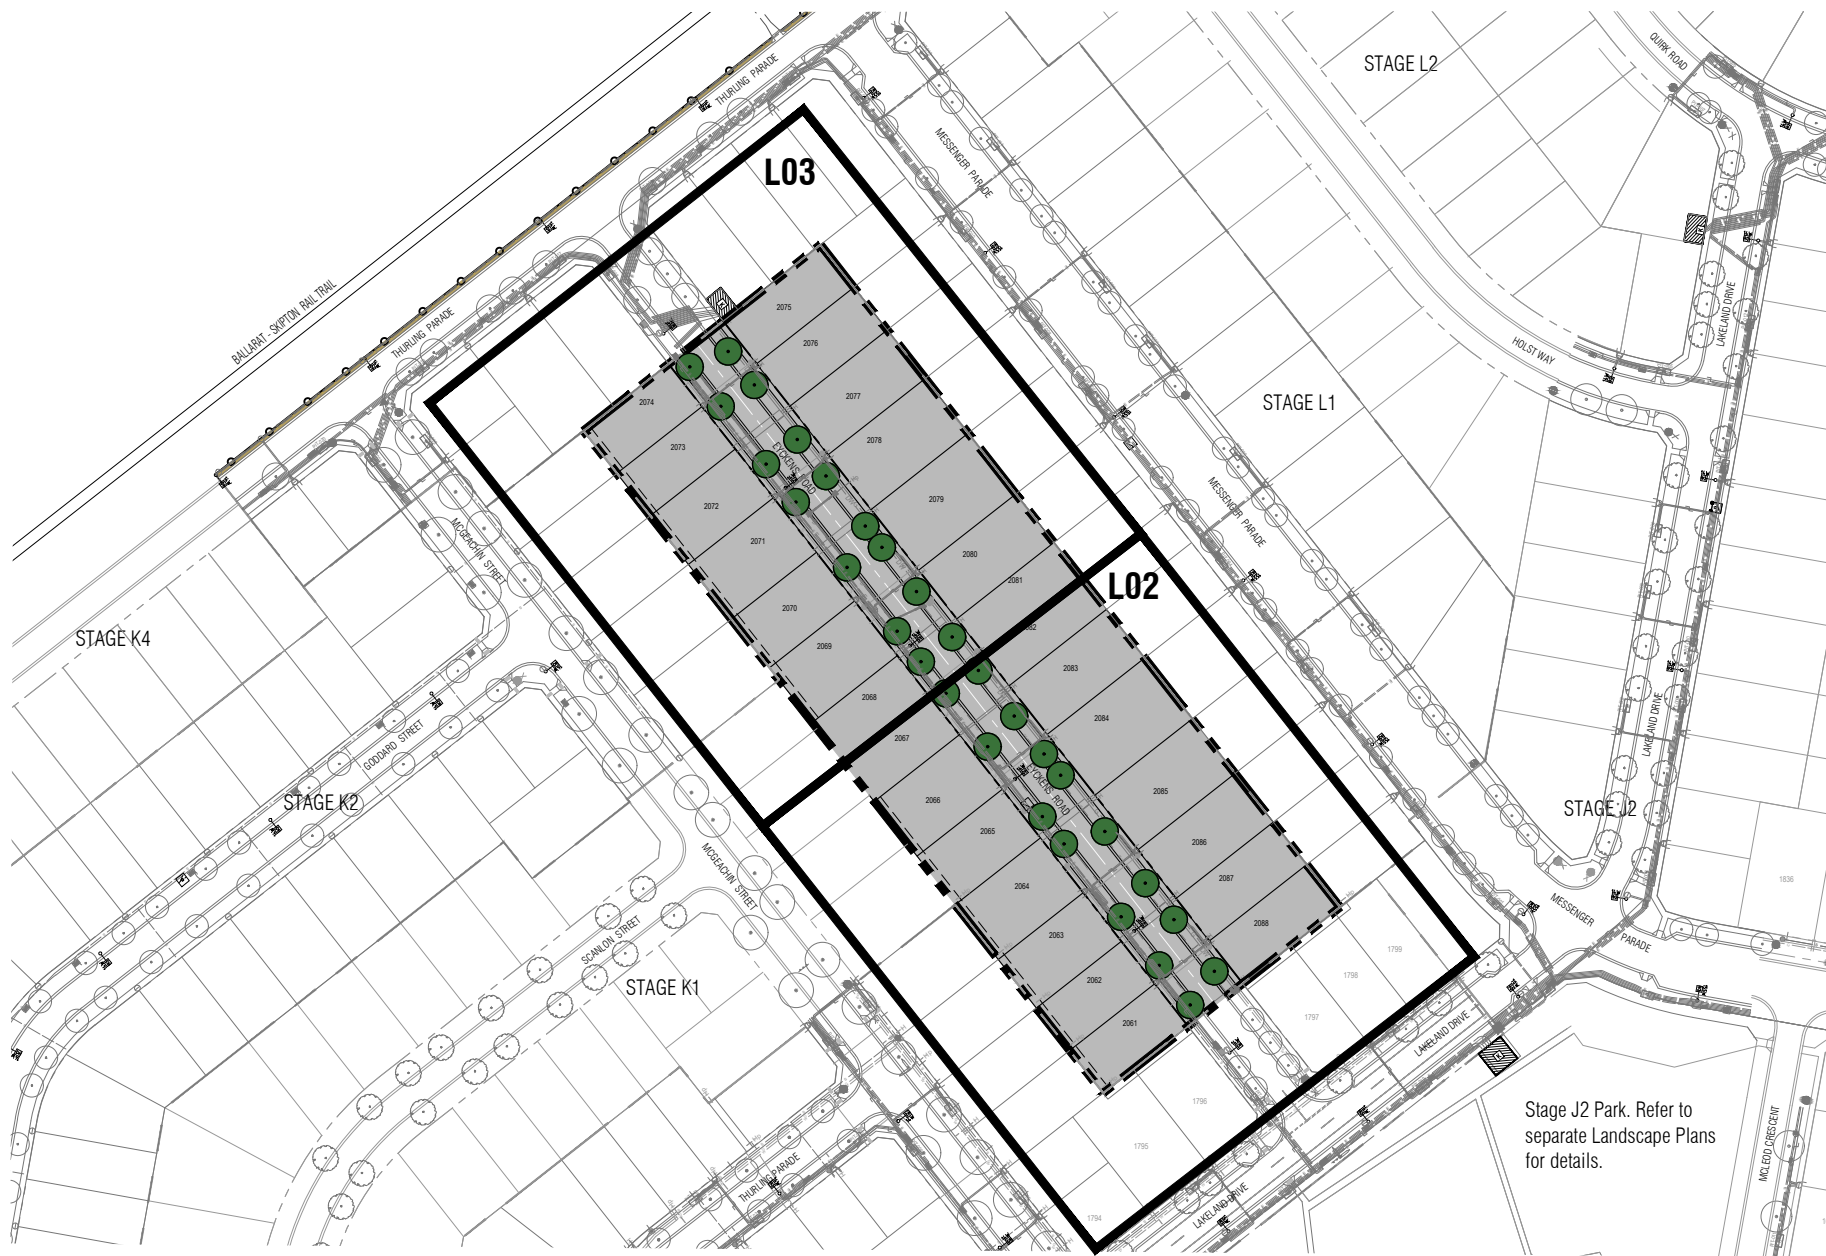 STAGE L2
QUIRK ROAD
THURLING PARADE
L03
MESSENGER PARADE
BALLARAT - SKIPTON RAIL TRAIL
THURLING PARADE
LAKELAND DRIVE
HOLST WAY
STAGE L1
2075
2076
2077
2078
2079
2080
2081
2074
2073
2072
2071
2070
2069
2068
EYCKENS ROAD
MCGEACHIN STREET
MESSENGER PARADE
L02
STAGE K4
2083
2084
2085
2086
2087
2088
2067
2066
2065
2064
2063
2062
2061
EYCKENS ROAD
GODDARD STREET
STAGE K2
MCGEACHIN STREET
LAKELAND DRIVE
STAGE J2
1836
SCANLON STREET
STAGE K1
MESSENGER
PARADE
1799
1798
1797
1796
1795
1794
LAKELAND DRIVE
THURLING PARADE
LAKELAND DRIVE
Stage J2 Park. Refer to
separate Landscape Plans
for details.
MCLEOD CRESCENT